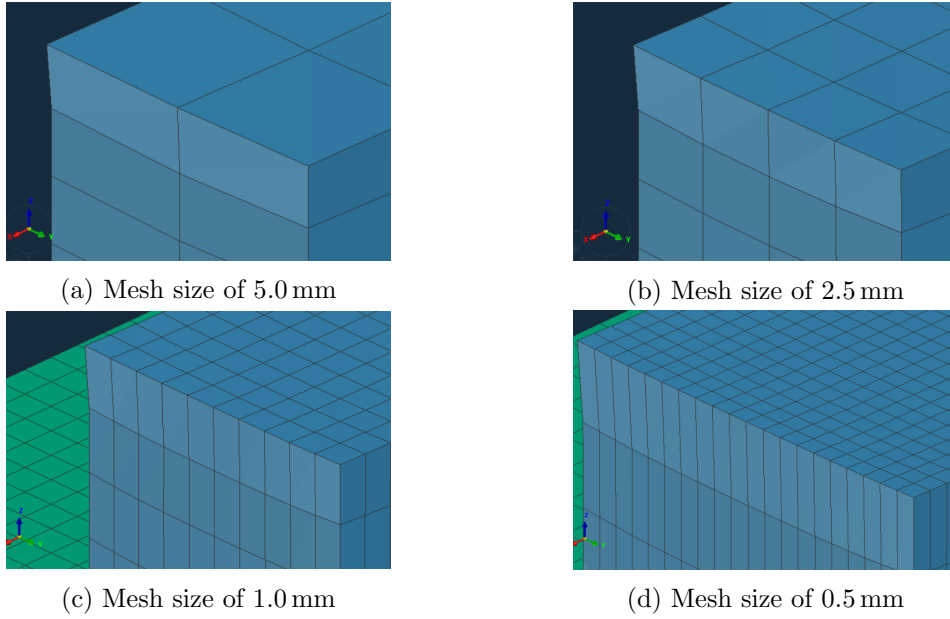 (a) Mesh size of 5.0 mm
(b) Mesh size of 2.5 mm
(c) Mesh size of 1.0 mm
(d) Mesh size of 0.5 mm